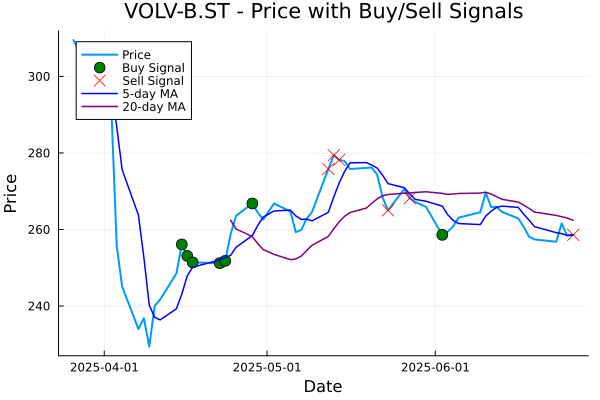 VOLV-B.ST - Price with Buy/Sell Signals
Price
Buy Signal
Sell Signal
5-day MA
20-day MA
300
280
260
240
Price
2025-04-01
2025-05-01
2025-06-01
Date